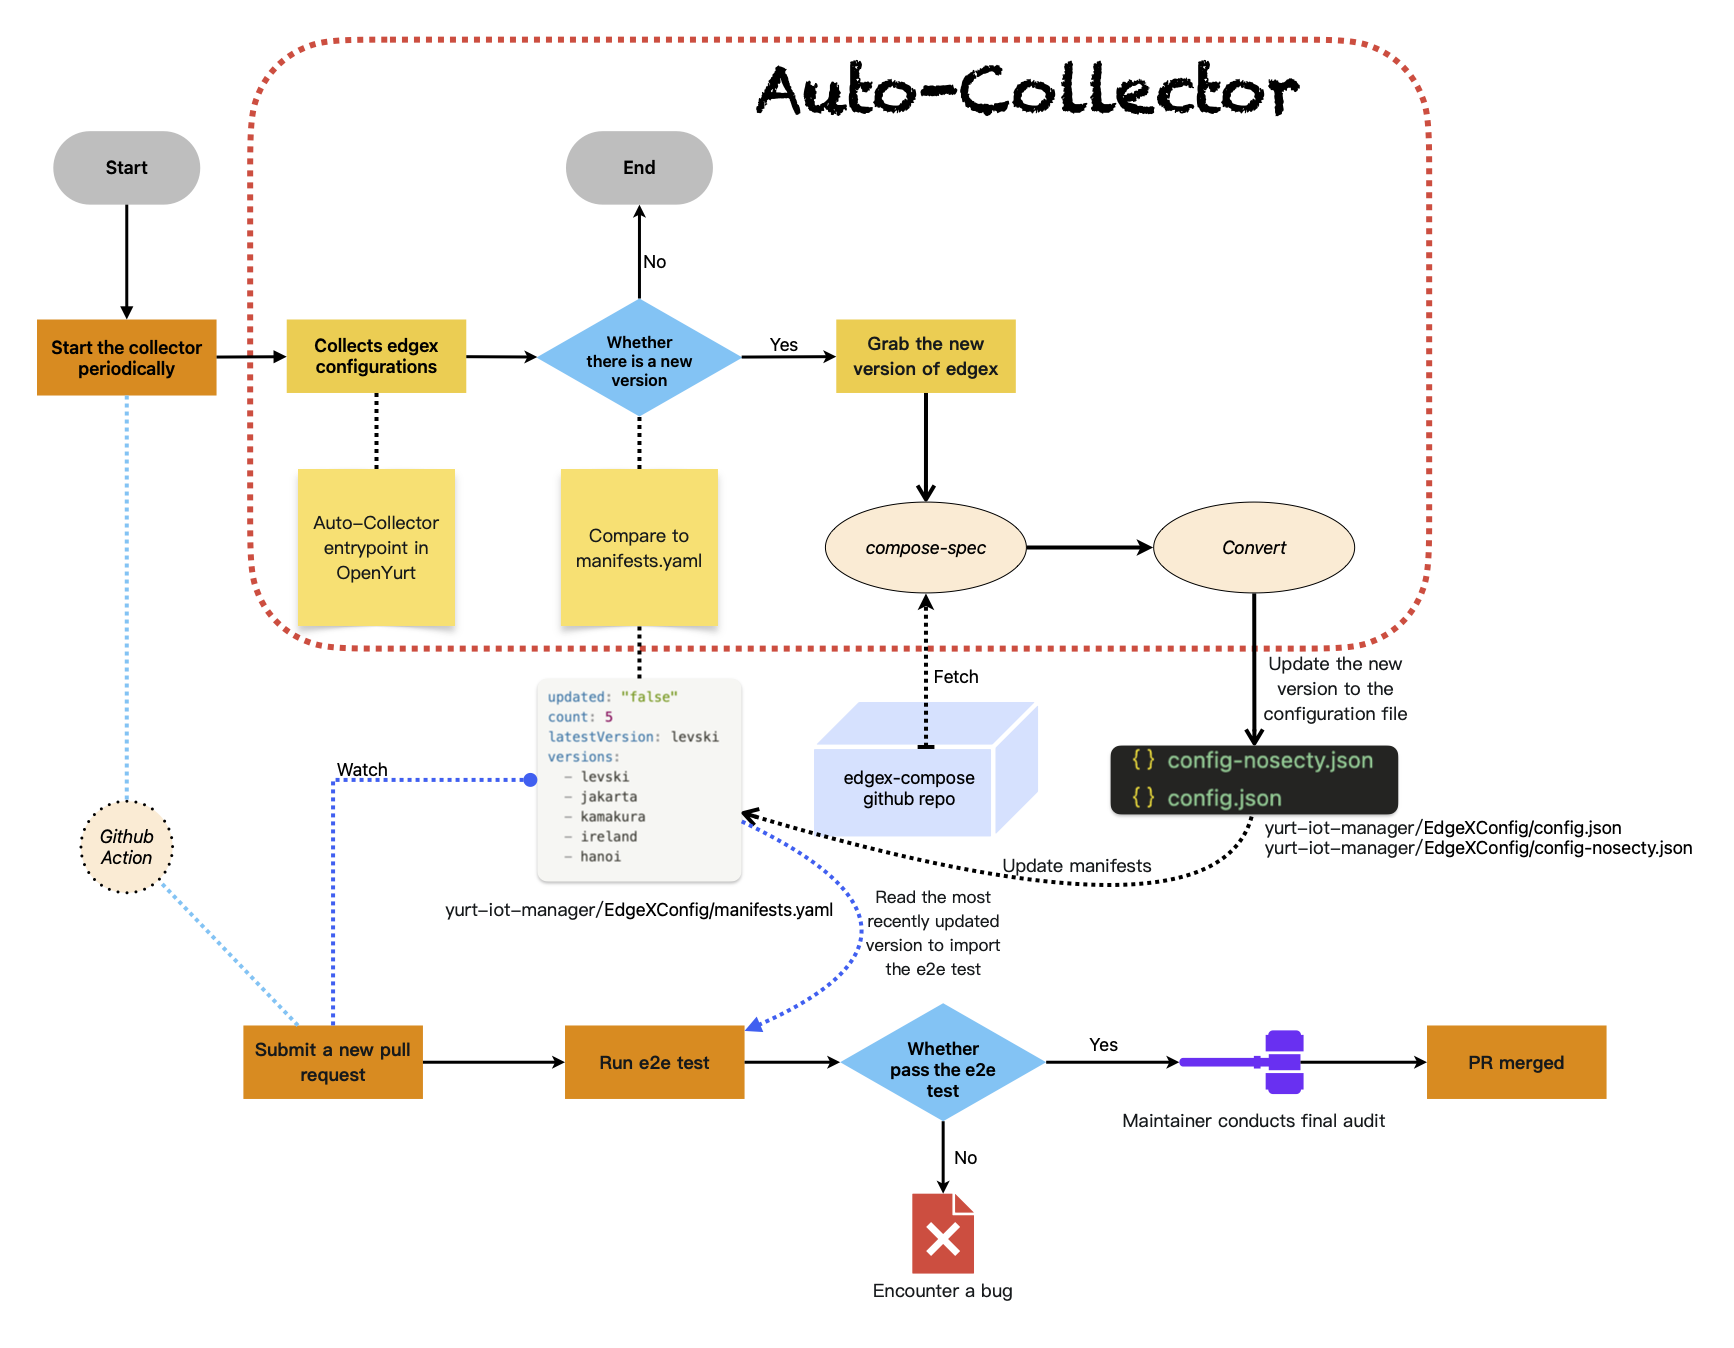 Auto-Collector
Start
End
No
Start the collector
periodically
Collects edgex
configurations
Whether
there is a new
version
Yes
Grab the new
version of edgex
Auto-Collector
entrypoint in
OpenYurt
Compare to
manifests.yaml
compose-spec
Convert
Fetch
Update the new
version to the
configuration file
updated: "false"
count: 5
latestVersion: levski
versions:
- levski
- jakarta
- kamakura
- ireland
- hanoi
Watch
edgex-compose
github repo
{} config-nosecty.json
{} config.json
yurt-iot-manager/EdgeXConfig/config.json
yurt-iot-manager/EdgeXConfig/config-nosecty.json
Github
Action
Update manifests
yurt-iot-manager/EdgeXConfig/manifests.yaml
Read the most
recently updated
version to import
the e2e test
Submit a new pull
request
Run e2e test
Whether
pass the e2e
test
Yes
PR merged
Maintainer conducts final audit
No
Encounter a bug